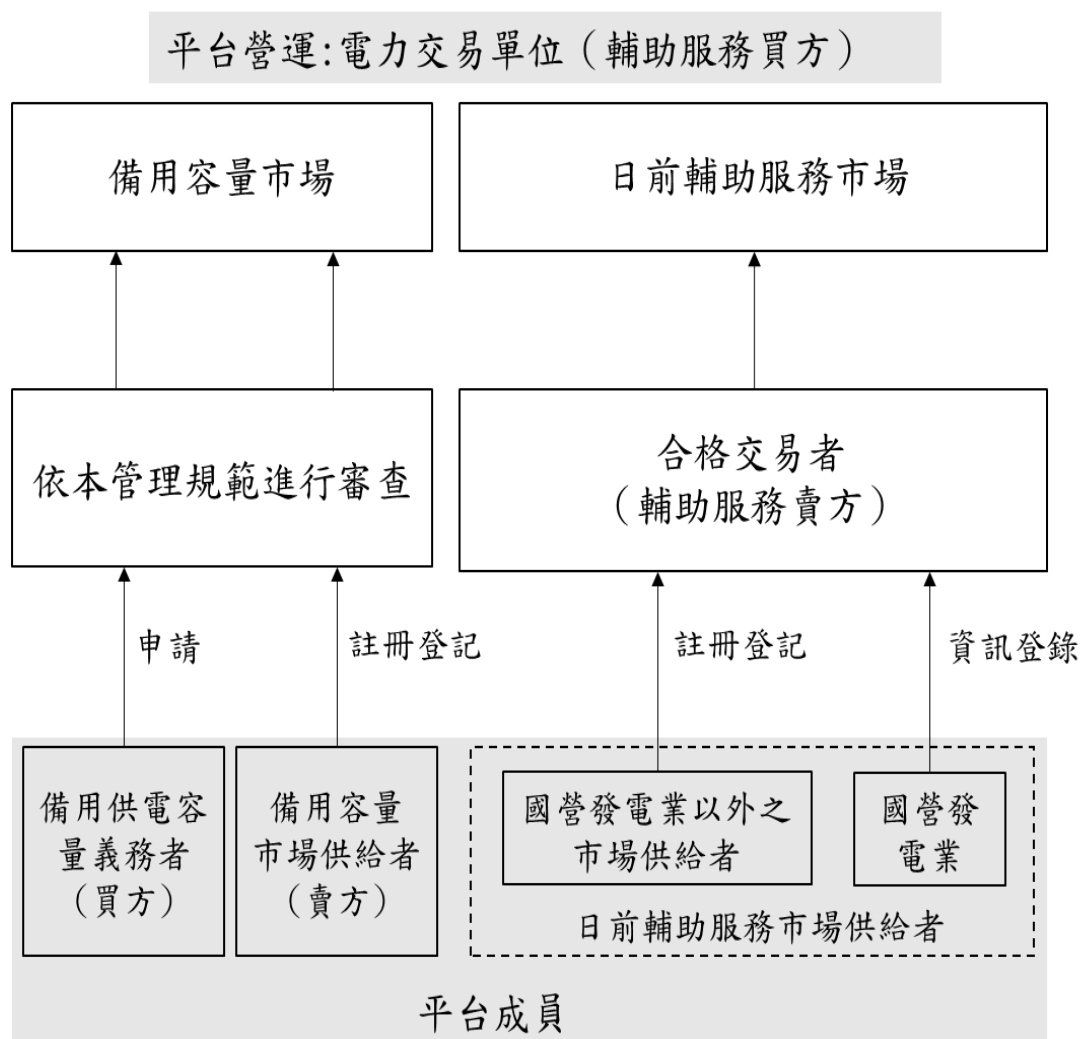 平台營運:電力交易單位（輔助服務買方）
備用容量市場
日前輔助服務市場
依本管理規範進行審查
合格交易者
（輔助服務賣方）
申請
註冊登記
註冊登記
資訊登錄
備用供電容
量義務者
（買方）
備用容量
市場供給者
（賣方）
國營發電業以外之
市場供給者
國營發
電業
日前輔助服務市場供給者
平台成員